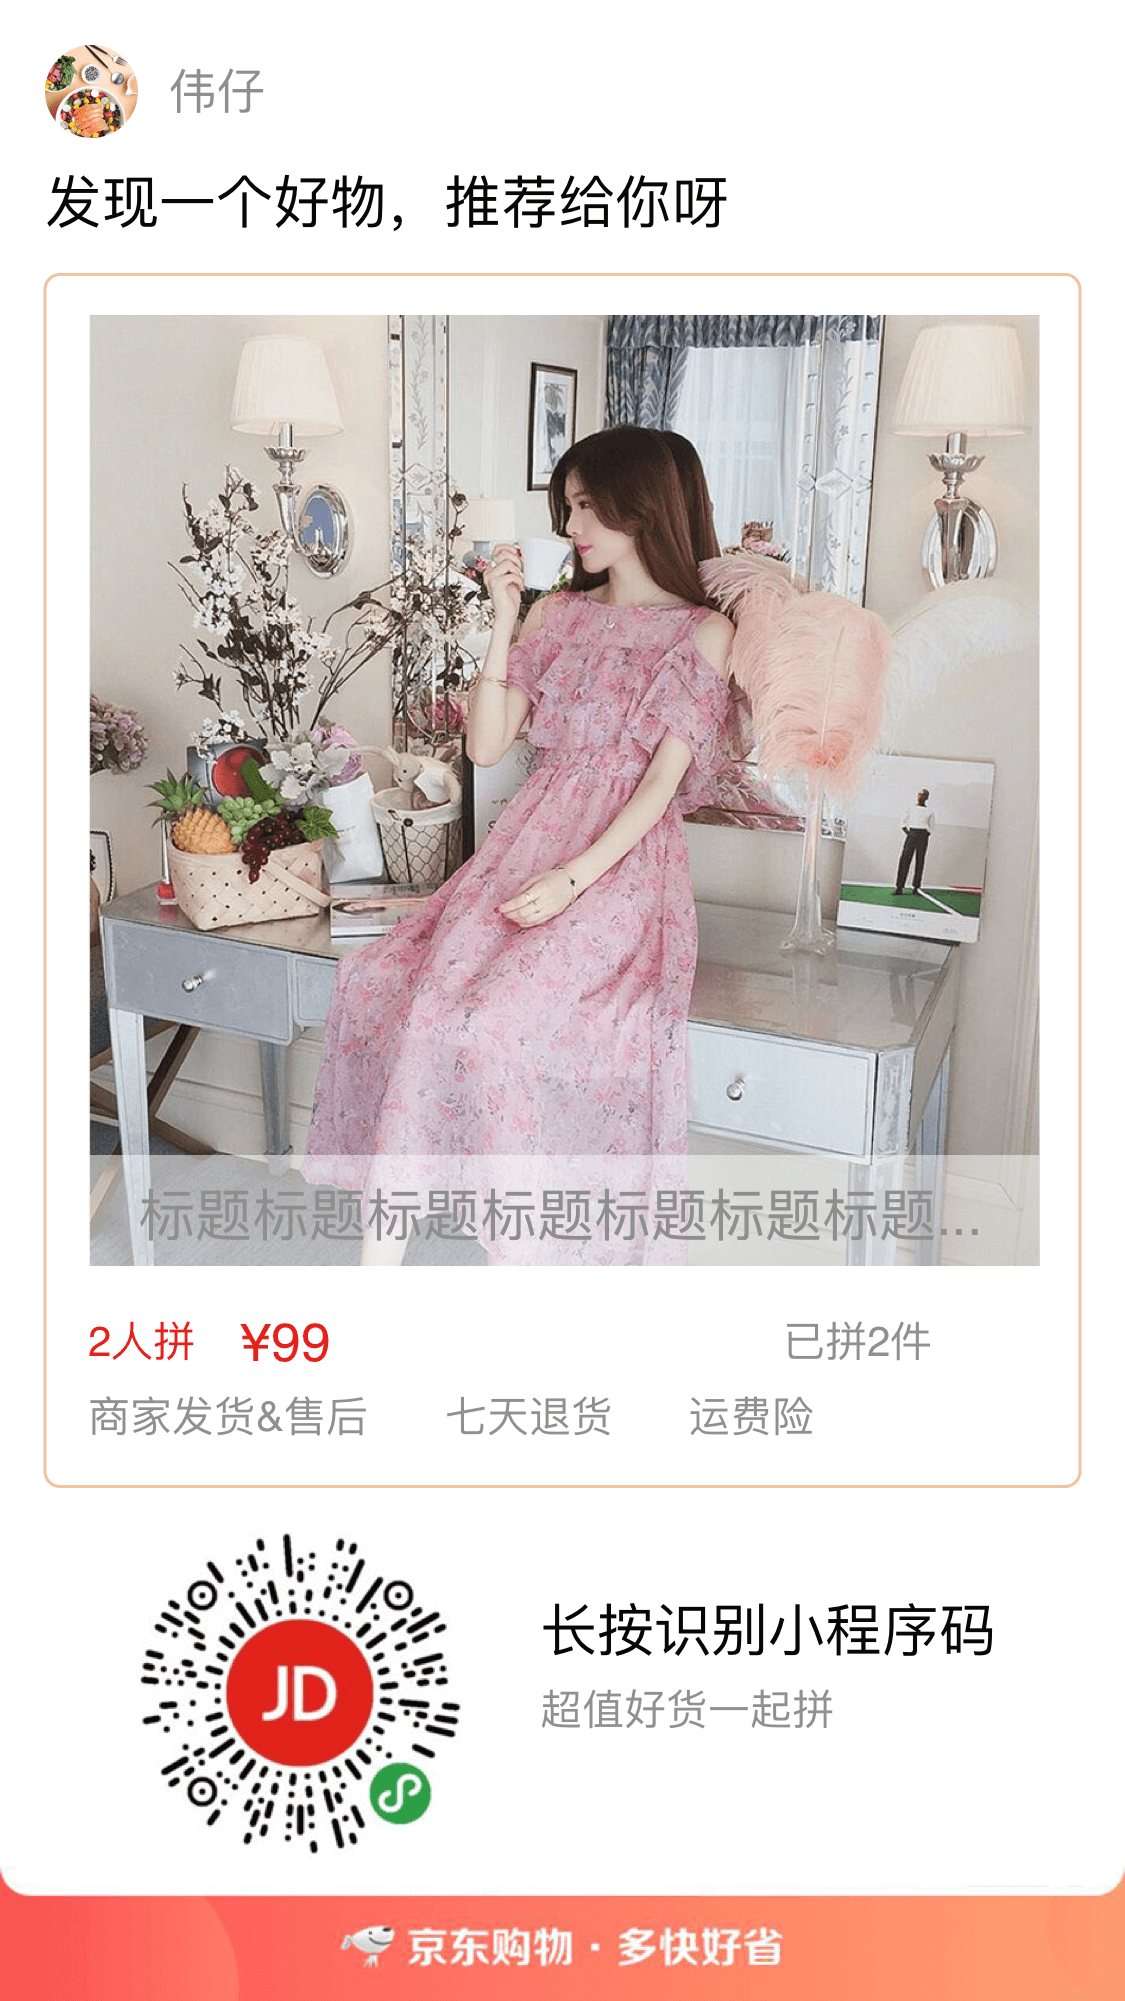 伟仔
发现一个好物，推荐给你呀
标题标题标题标题标题标题标题...
2人拼 ¥99 已拼2件
商家发货&售后 七天退货 运费险
JD
长按识别小程序码
超值好货一起拼
京东购物·多快好省